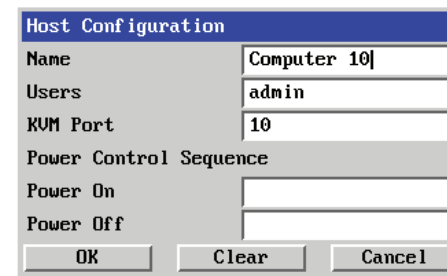 Host Configuration
Name Computer 10
Users admin
KVM Port 10
Power Control Sequence
Power On
Power Off
OK Clear Cancel